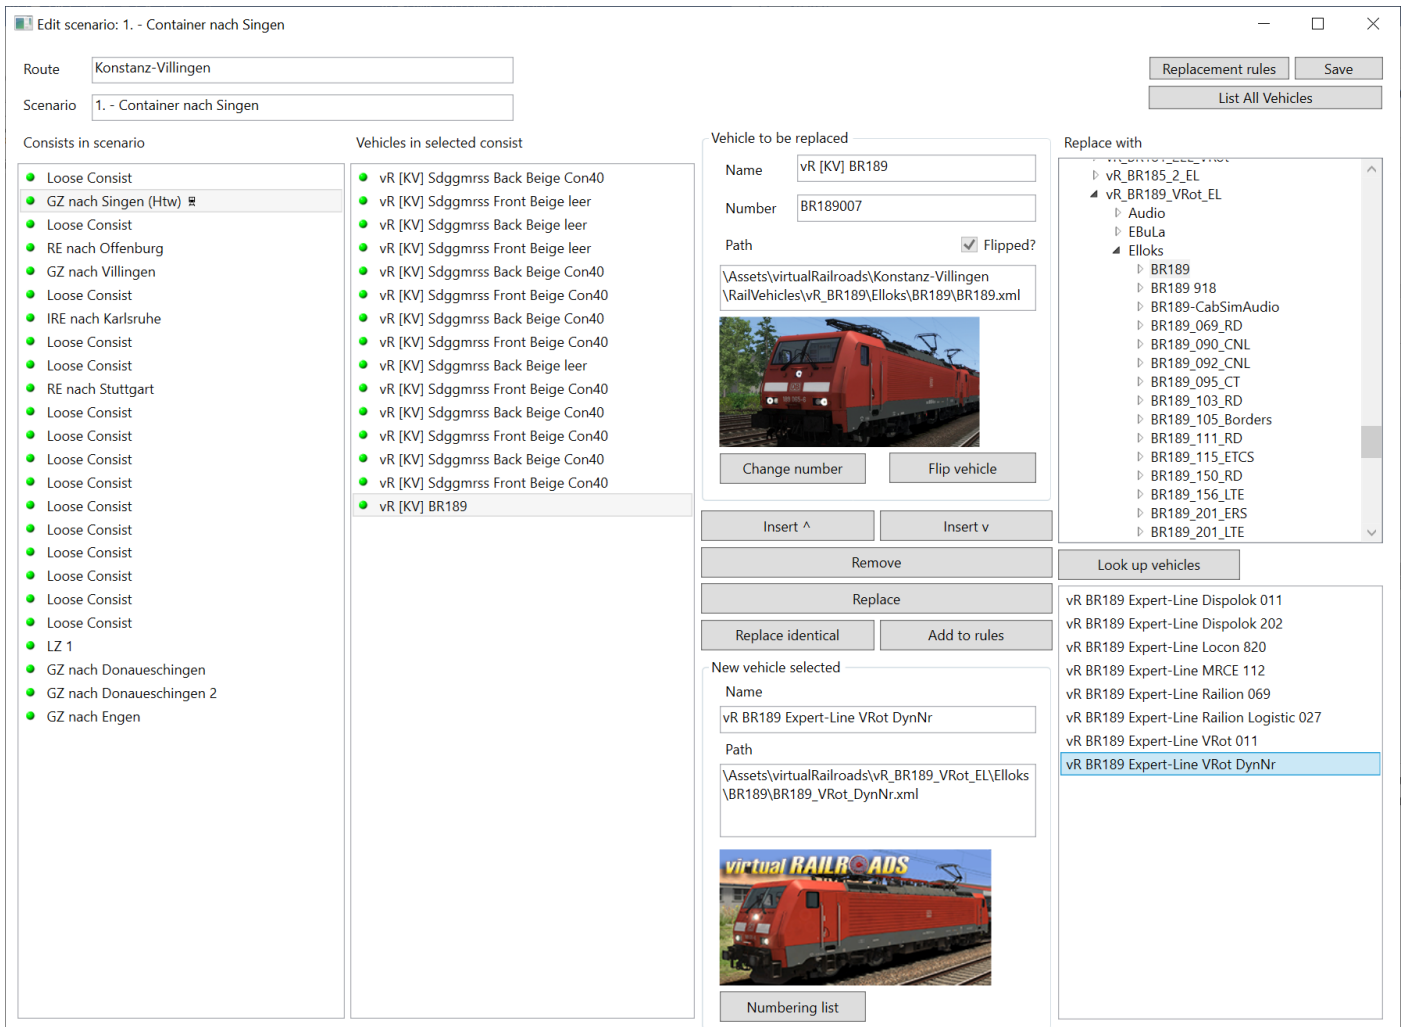 Edit scenario: 1. - Container nach Singen
Route
Konstanz-Villingen
Replacement rules
Save
Scenario
1. - Container nach Singen
List All Vehicles
Consists in scenario
Loose Consist
GZ nach Singen (Htw)
Loose Consist
RE nach Offenburg
GZ nach Villingen
Loose Consist
IRE nach Karlsruhe
Loose Consist
Loose Consist
RE nach Stuttgart
Loose Consist
Loose Consist
Loose Consist
Loose Consist
Loose Consist
Loose Consist
Loose Consist
Loose Consist
Loose Consist
Loose Consist
LZ 1
GZ nach Donaueschingen
GZ nach Donaueschingen 2
GZ nach Engen
Vehicles in selected consist
vR [KV] Sdggmrss Back Beige Con40
vR [KV] Sdggmrss Front Beige leer
vR [KV] Sdggmrss Back Beige leer
vR [KV] Sdggmrss Front Beige leer
vR [KV] Sdggmrss Back Beige Con40
vR [KV] Sdggmrss Front Beige Con40
vR [KV] Sdggmrss Back Beige Con40
vR [KV] Sdggmrss Front Beige Con40
vR [KV] Sdggmrss Back Beige leer
vR [KV] Sdggmrss Front Beige Con40
vR [KV] Sdggmrss Back Beige Con40
vR [KV] Sdggmrss Front Beige Con40
vR [KV] Sdggmrss Back Beige Con40
vR [KV] Sdggmrss Front Beige Con40
vR [KV] BR189
Vehicle to be replaced
Name
vR [KV] BR189
Number
BR189007
Path
Flipped?
\Assets\virtualRailroads\Konstanz-Villingen
\RailVehicles\vR_BR189\Elloks\BR189\BR189.xml
Change number
Flip vehicle
Insert ^
Insert v
Remove
Replace
Replace identical
Add to rules
New vehicle selected
Name
vR BR189 Expert-Line VRot DynNr
Path
\Assets\virtualRailroads\vR_BR189_VRot_EL\Elloks
\BR189\BR189_VRot_DynNr.xml
virtual RAILROADS
Numbering list
Replace with
vR_BR185_2_EL
vR_BR189_VRot_EL
Audio
EBuLa
Elloks
BR189
BR189 918
BR189-CabSimAudio
BR189_069_RD
BR189_090_CNL
BR189_092_CNL
BR189_095_CT
BR189_103_RD
BR189_105_Borders
BR189_111_RD
BR189_115_ETCS
BR189_150_RD
BR189_156_LTE
BR189_201_ERS
BR189_201_LTE
Look up vehicles
vR BR189 Expert-Line Dispolok 011
vR BR189 Expert-Line Dispolok 202
vR BR189 Expert-Line Locon 820
vR BR189 Expert-Line MRCE 112
vR BR189 Expert-Line Railion 069
vR BR189 Expert-Line Railion Logistic 027
vR BR189 Expert-Line VRot 011
vR BR189 Expert-Line VRot DynNr